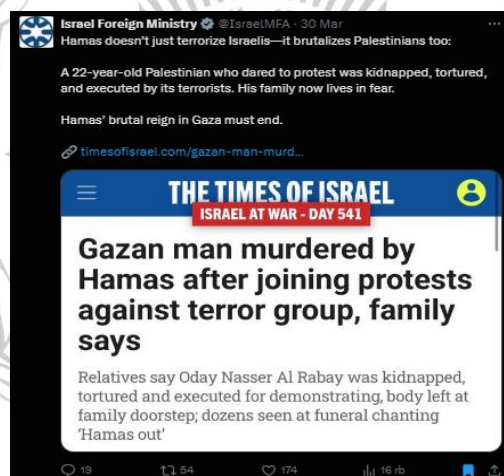 Israel Foreign Ministry @IsraelMFA · 30 Mar
Hamas doesn't just terrorize Israelis—it brutalizes Palestinians too:
A 22-year-old Palestinian who dared to protest was kidnapped, tortured,
and executed by its terrorists. His family now lives in fear.
Hamas' brutal reign in Gaza must end.
timesofisrael.com/gazan-man-murd...
THE TIMES OF ISRAEL
ISRAEL AT WAR - DAY 541
Gazan man murdered by
Hamas after joining protests
against terror group, family
says
Relatives say Oday Nasser Al Rabay was kidnapped,
tortured and executed for demonstrating, body left at
family doorstep; dozens seen at funeral chanting
'Hamas out'
19 54 174 16 rb